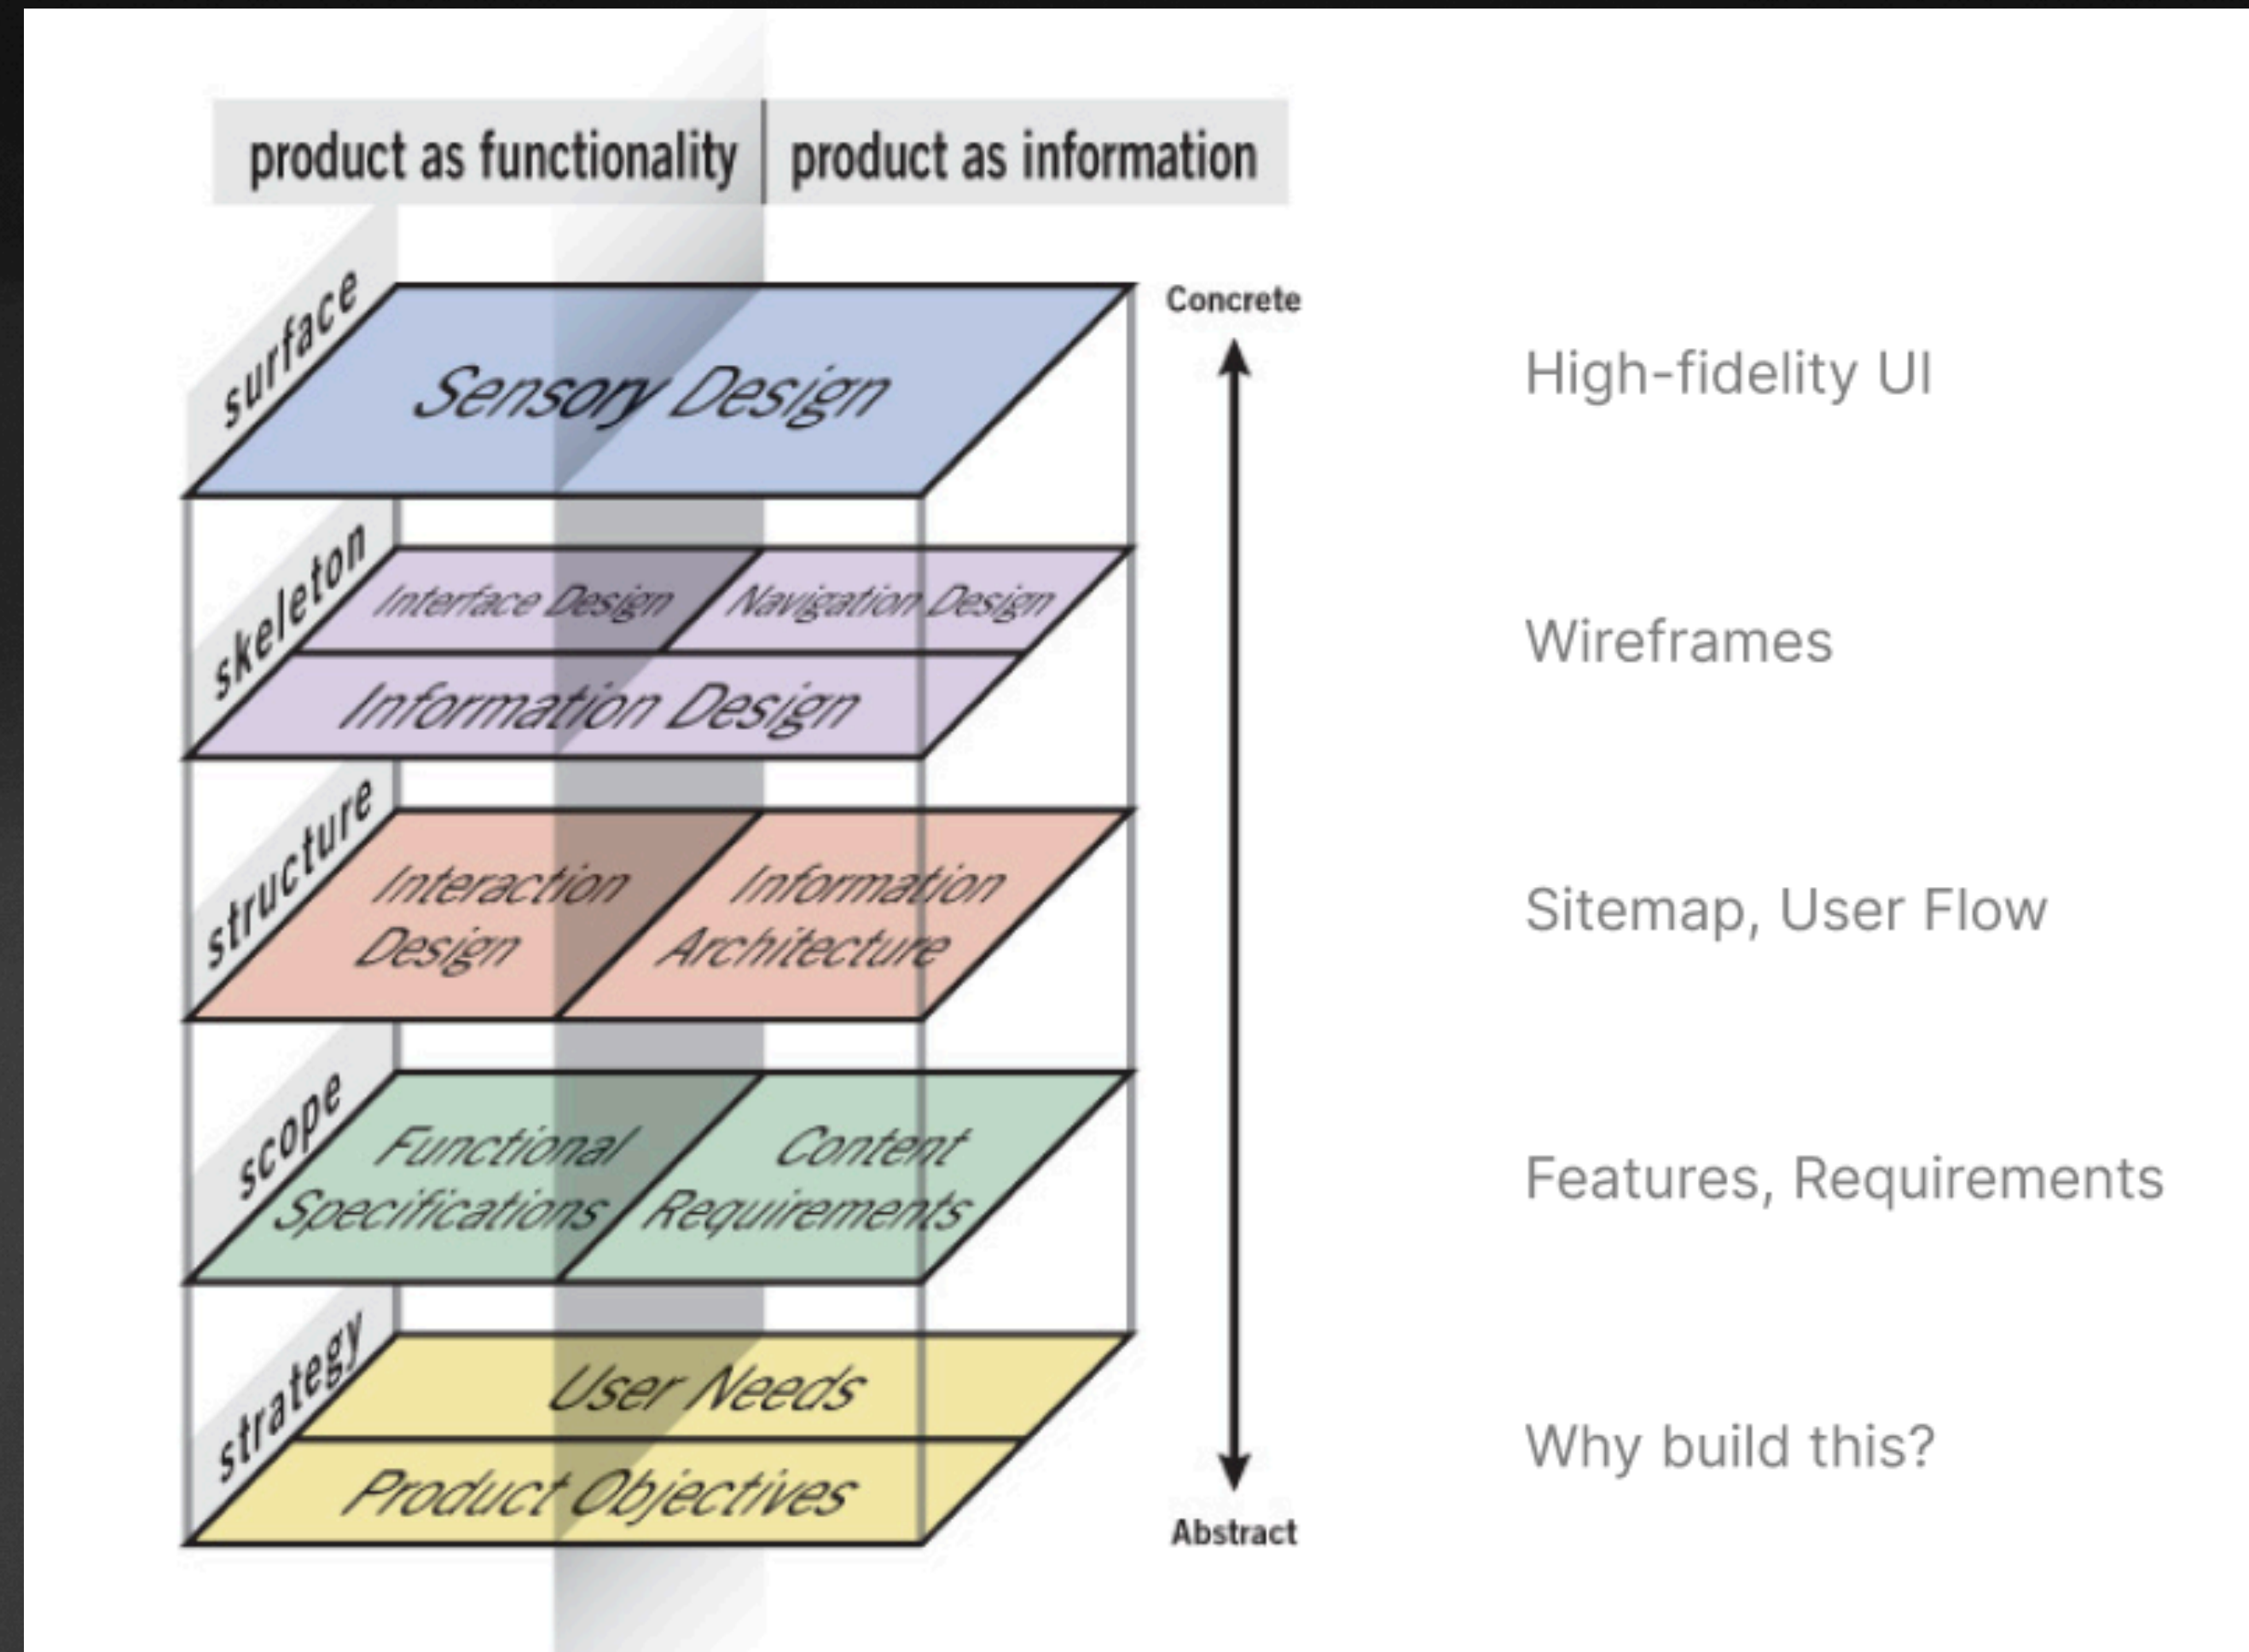 product as functionality
product as information
surface
Sensory Design
Concrete
High-fidelity UI
skeleton
Interface Design
Navigation Design
Information Design
Wireframes
structure
Interaction
Design
Information
Architecture
Sitemap, User Flow
scope
Functional
Specifications
Content
Requirements
Features, Requirements
strategy
User Needs
Product Objectives
Why build this?
Abstract